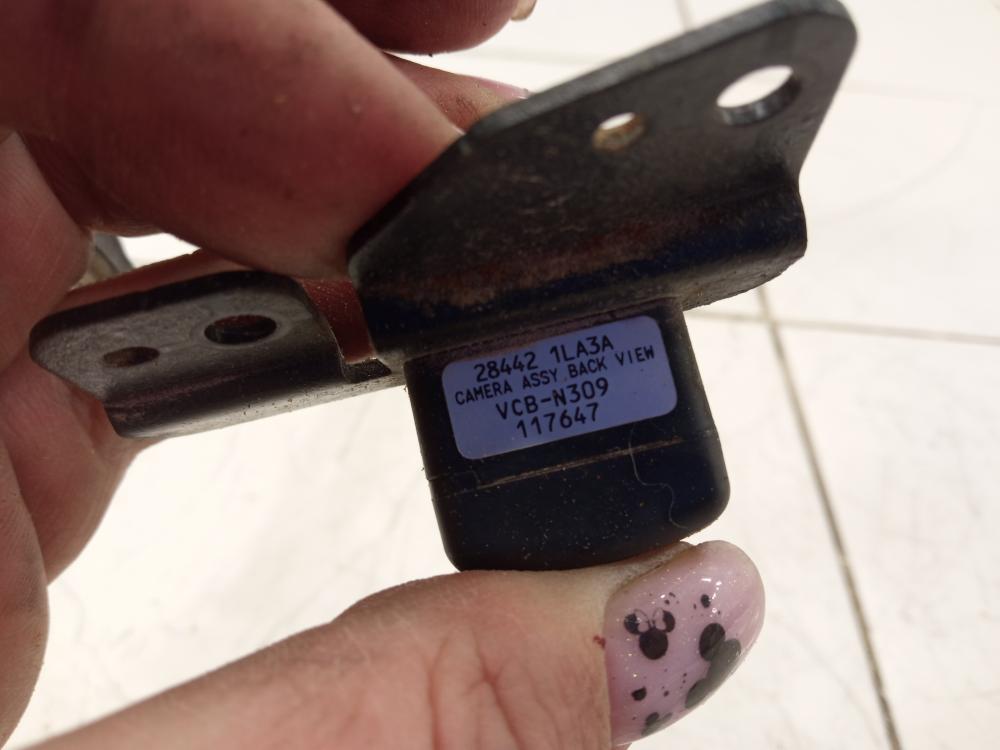 28442 1LA3A
CAMERA ASSY BACK VIEW
VCB-N309
117647